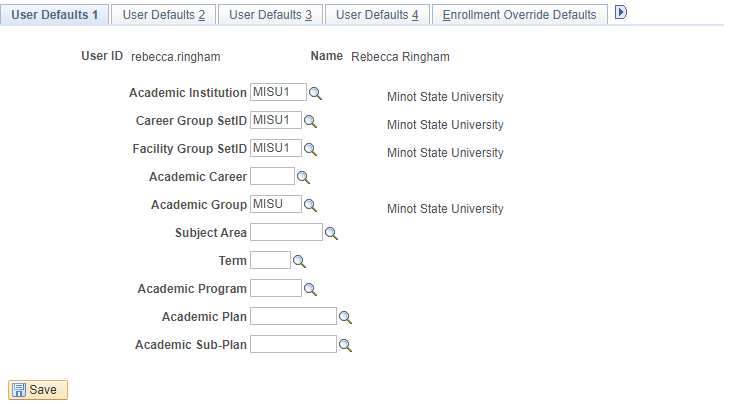 User Defaults 1 User Defaults 2 User Defaults 3 User Defaults 4 Enrollment Override Defaults
User ID rebecca.ringham Name Rebecca Ringham
Academic Institution MISU1 Minot State University
Career Group SetID MISU1 Minot State University
Facility Group SetID MISU1 Minot State University
Academic Career
Academic Group MISU Minot State University
Subject Area
Term
Academic Program
Academic Plan
Academic Sub-Plan
Save